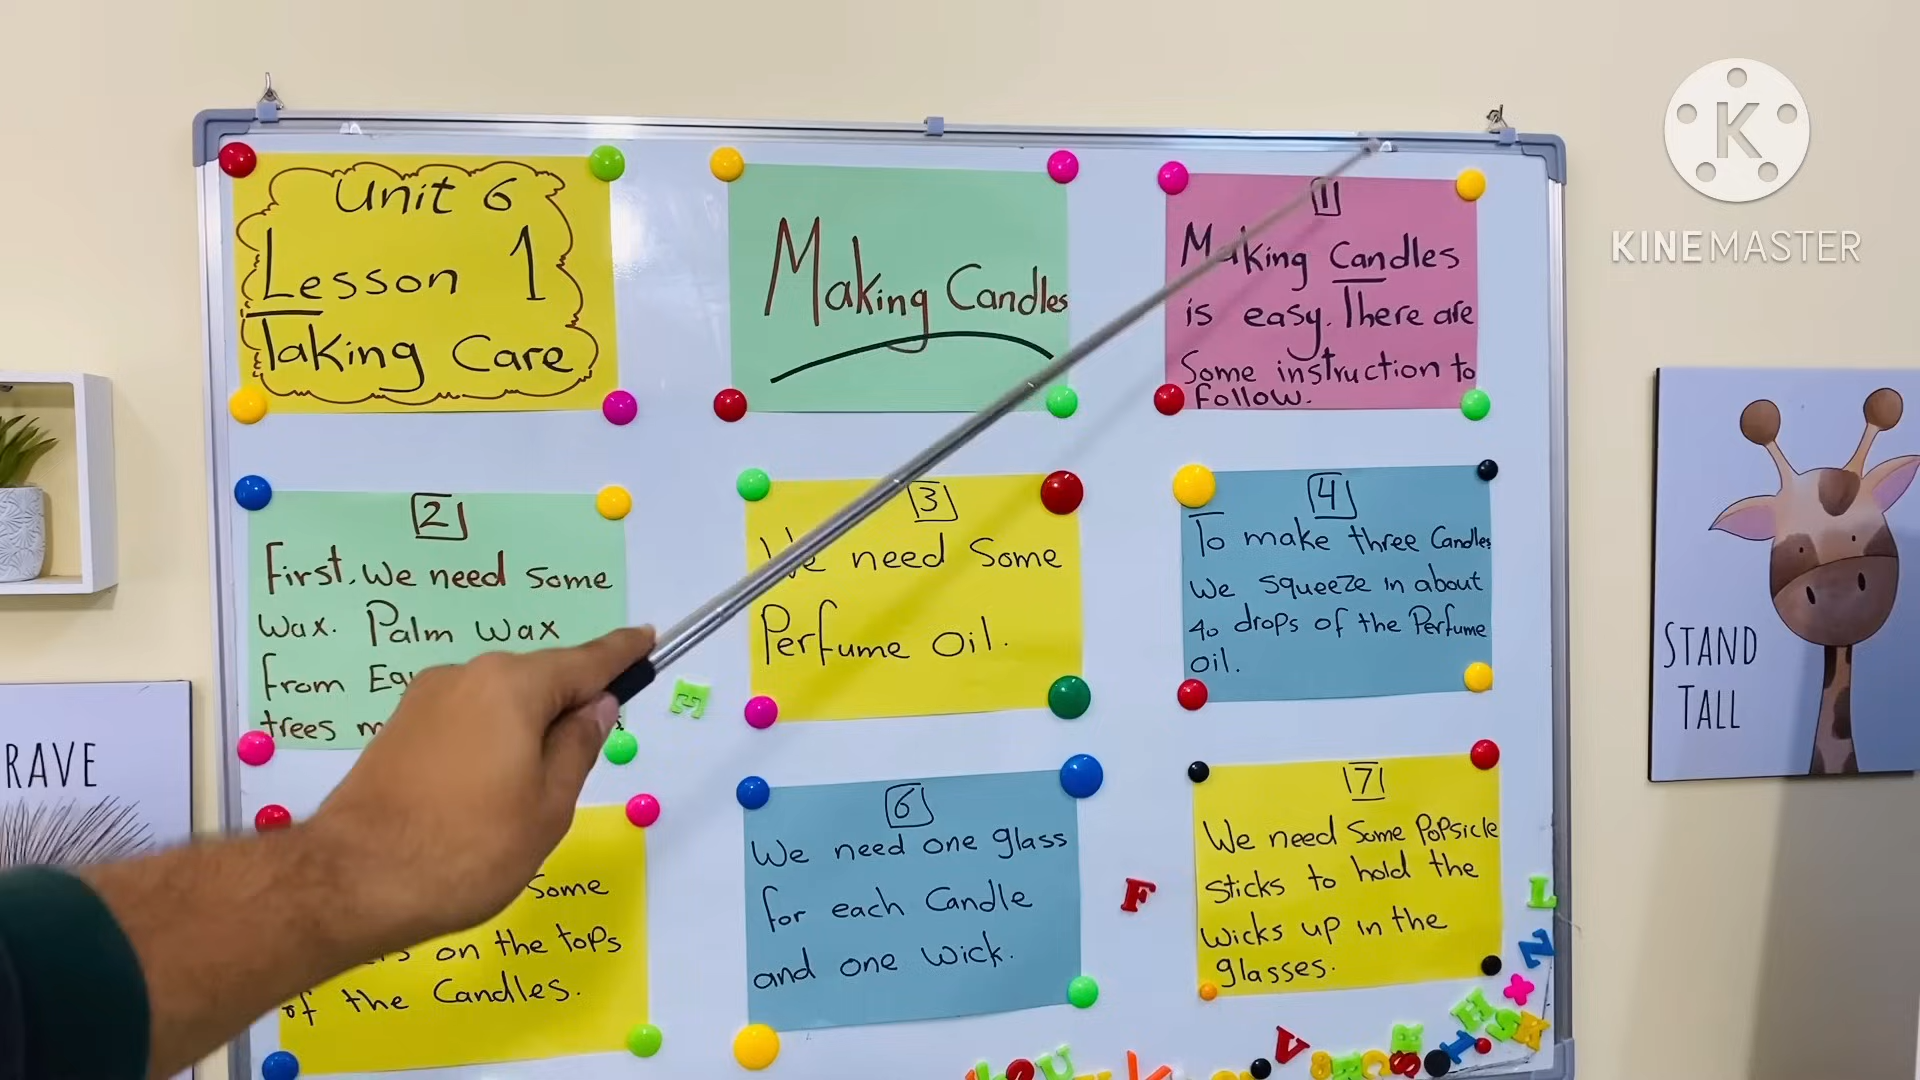 Unit 6
Lesson 1
Taking Care
Making Candles
1
Making Candles
is easy. There are
Some instruction to
Follow.
2
First, We need some
Wax. Palm Wax
from
trees
3
We need Some
Perfume Oil.
4
To make three Candles
We squeeze in about
40 drops of the Perfume
oil.
Some
on the tops
of the Candles.
6
We need one glass
for each Candle
and one Wick.
7
We need Some Popsicle
Sticks to hold the
Wicks up in the
glasses.
STAND
TALL
RAVE
K
KINEMASTER
E
F
L
Z
V